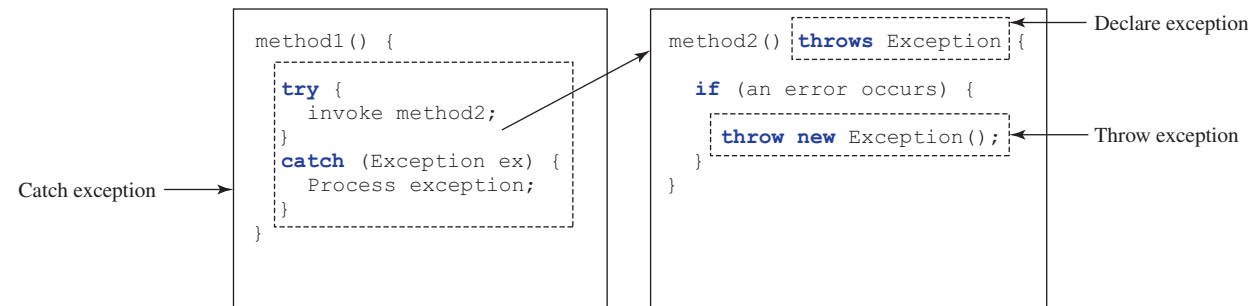 method1() {
try {
invoke method2;
}
catch (Exception ex) {
Process exception;
}
}
Catch exception
method2() throws Exception {
if (an error occurs) {
throw new Exception();
}
}
Declare exception
Throw exception